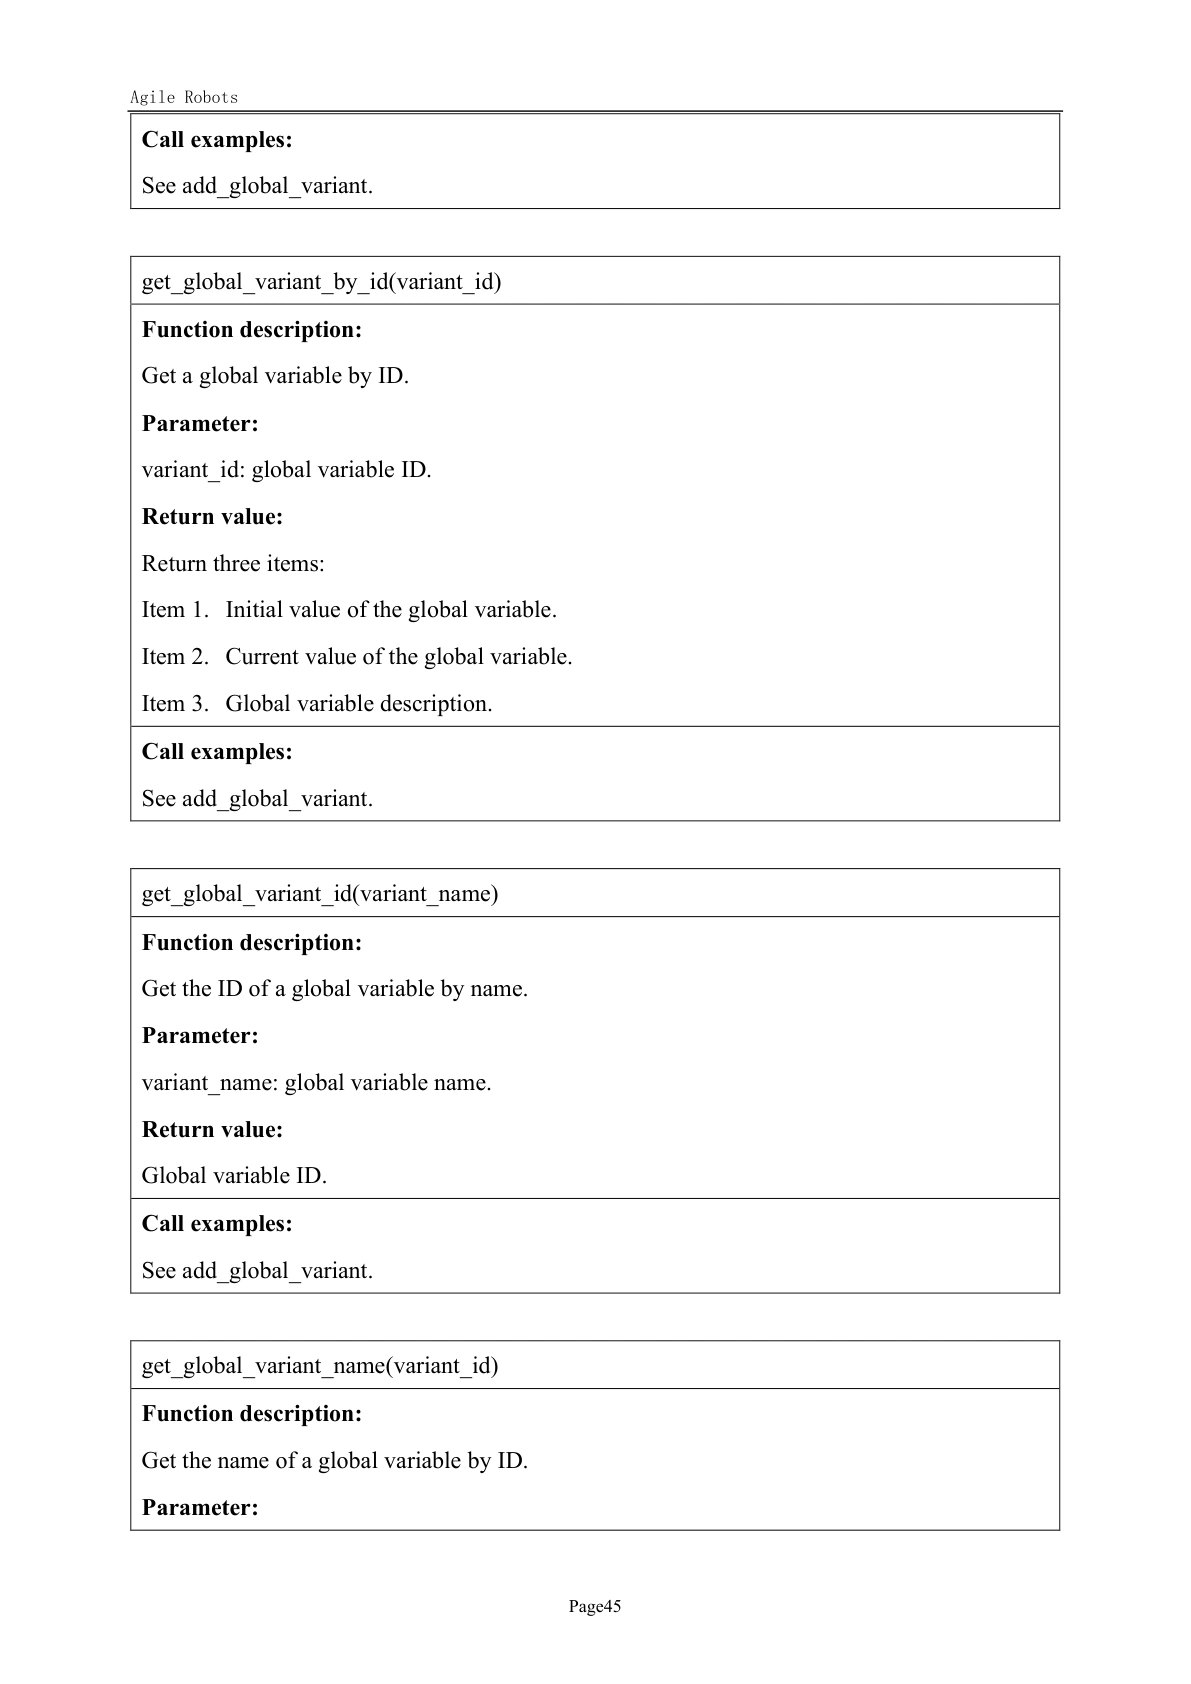 Agile Robots
Call examples:
See add_global_variant.
get_global_variant_by_id(variant_id)
Function description:
Get a global variable by ID.
Parameter:
variant_id: global variable ID.
Return value:
Return three items:
Item 1. Initial value of the global variable.
Item 2. Current value of the global variable.
Item 3. Global variable description.
Call examples:
See add_global_variant.
get_global_variant_id(variant_name)
Function description:
Get the ID of a global variable by name.
Parameter:
variant_name: global variable name.
Return value:
Global variable ID.
Call examples:
See add_global_variant.
get_global_variant_name(variant_id)
Function description:
Get the name of a global variable by ID.
Parameter:
Page45